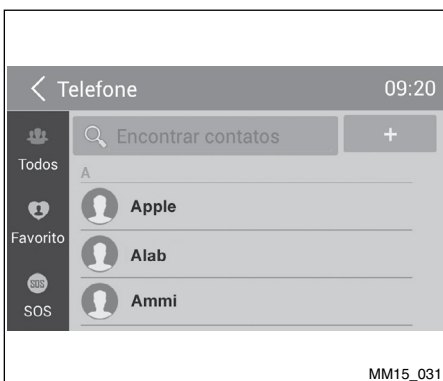 Telefone 09:20
Todos
Favorito
SOS
SOS
Encontrar contatos +
A
Apple
Alab
Ammi
MM15_031